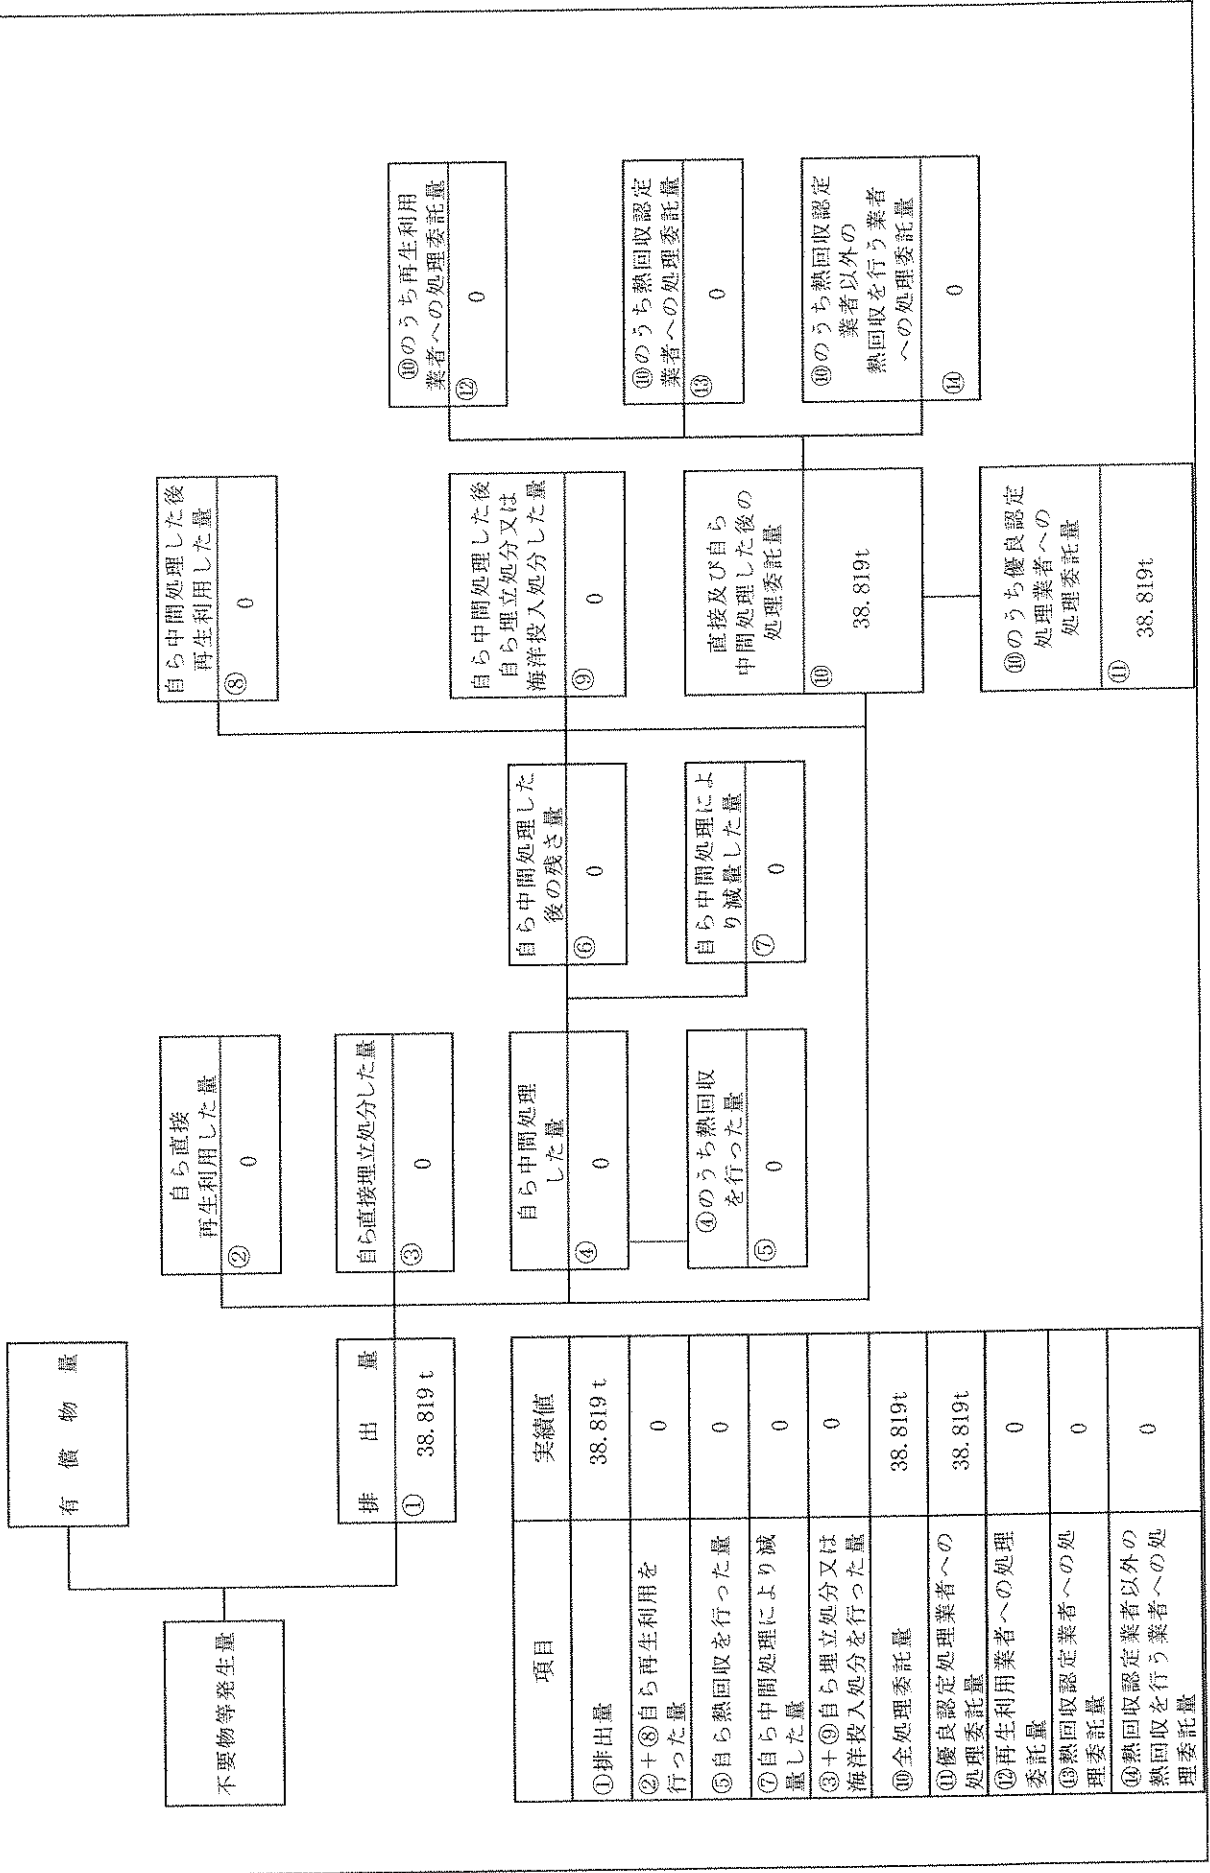 不要物等発生量
有償物量
排出量
① 38.819 t
自ら直接
再生利用した量
② 0
自ら直接埋立処分した量
③ 0
自ら中間処理
した量
④ 0
④のうち熱回収
を行った量
⑤ 0
自ら中間処理した
後の残さ量
⑥ 0
自ら中間処理によ
り減量した量
⑦ 0
自ら中間処理した後
再生利用した量
⑧ 0
自ら中間処理した後
自ら埋立処分又は
海洋投入処分した量
⑨ 0
直接及び自ら
中間処理した後の
処理委託量
⑩ 38.819t
⑩のうち優良認定
処理業者への
処理委託量
⑪ 38.819t
⑩のうち再生利用
業者への処理委託量
⑫ 0
⑩のうち熱回収認定
業者への処理委託量
⑬ 0
⑩のうち熱回収認定
業者以外の
熱回収を行う業者
への処理委託量
⑭ 0
項目 実績値
①排出量 38.819 t
②+⑧自ら再生利用を
行った量 0
⑤自ら熱回収を行った量 0
⑦自ら中間処理により減
量した量 0
③+⑨自ら埋立処分又は
海洋投入処分を行った量 0
⑩全処理委託量 38.819t
⑪優良認定処理業者への
処理委託量 38.819t
⑫再生利用業者への処理
委託量 0
⑬熱回収認定業者への処
理委託量 0
⑭熱回収認定業者以外の
熱回収を行う業者への処
理委託量 0